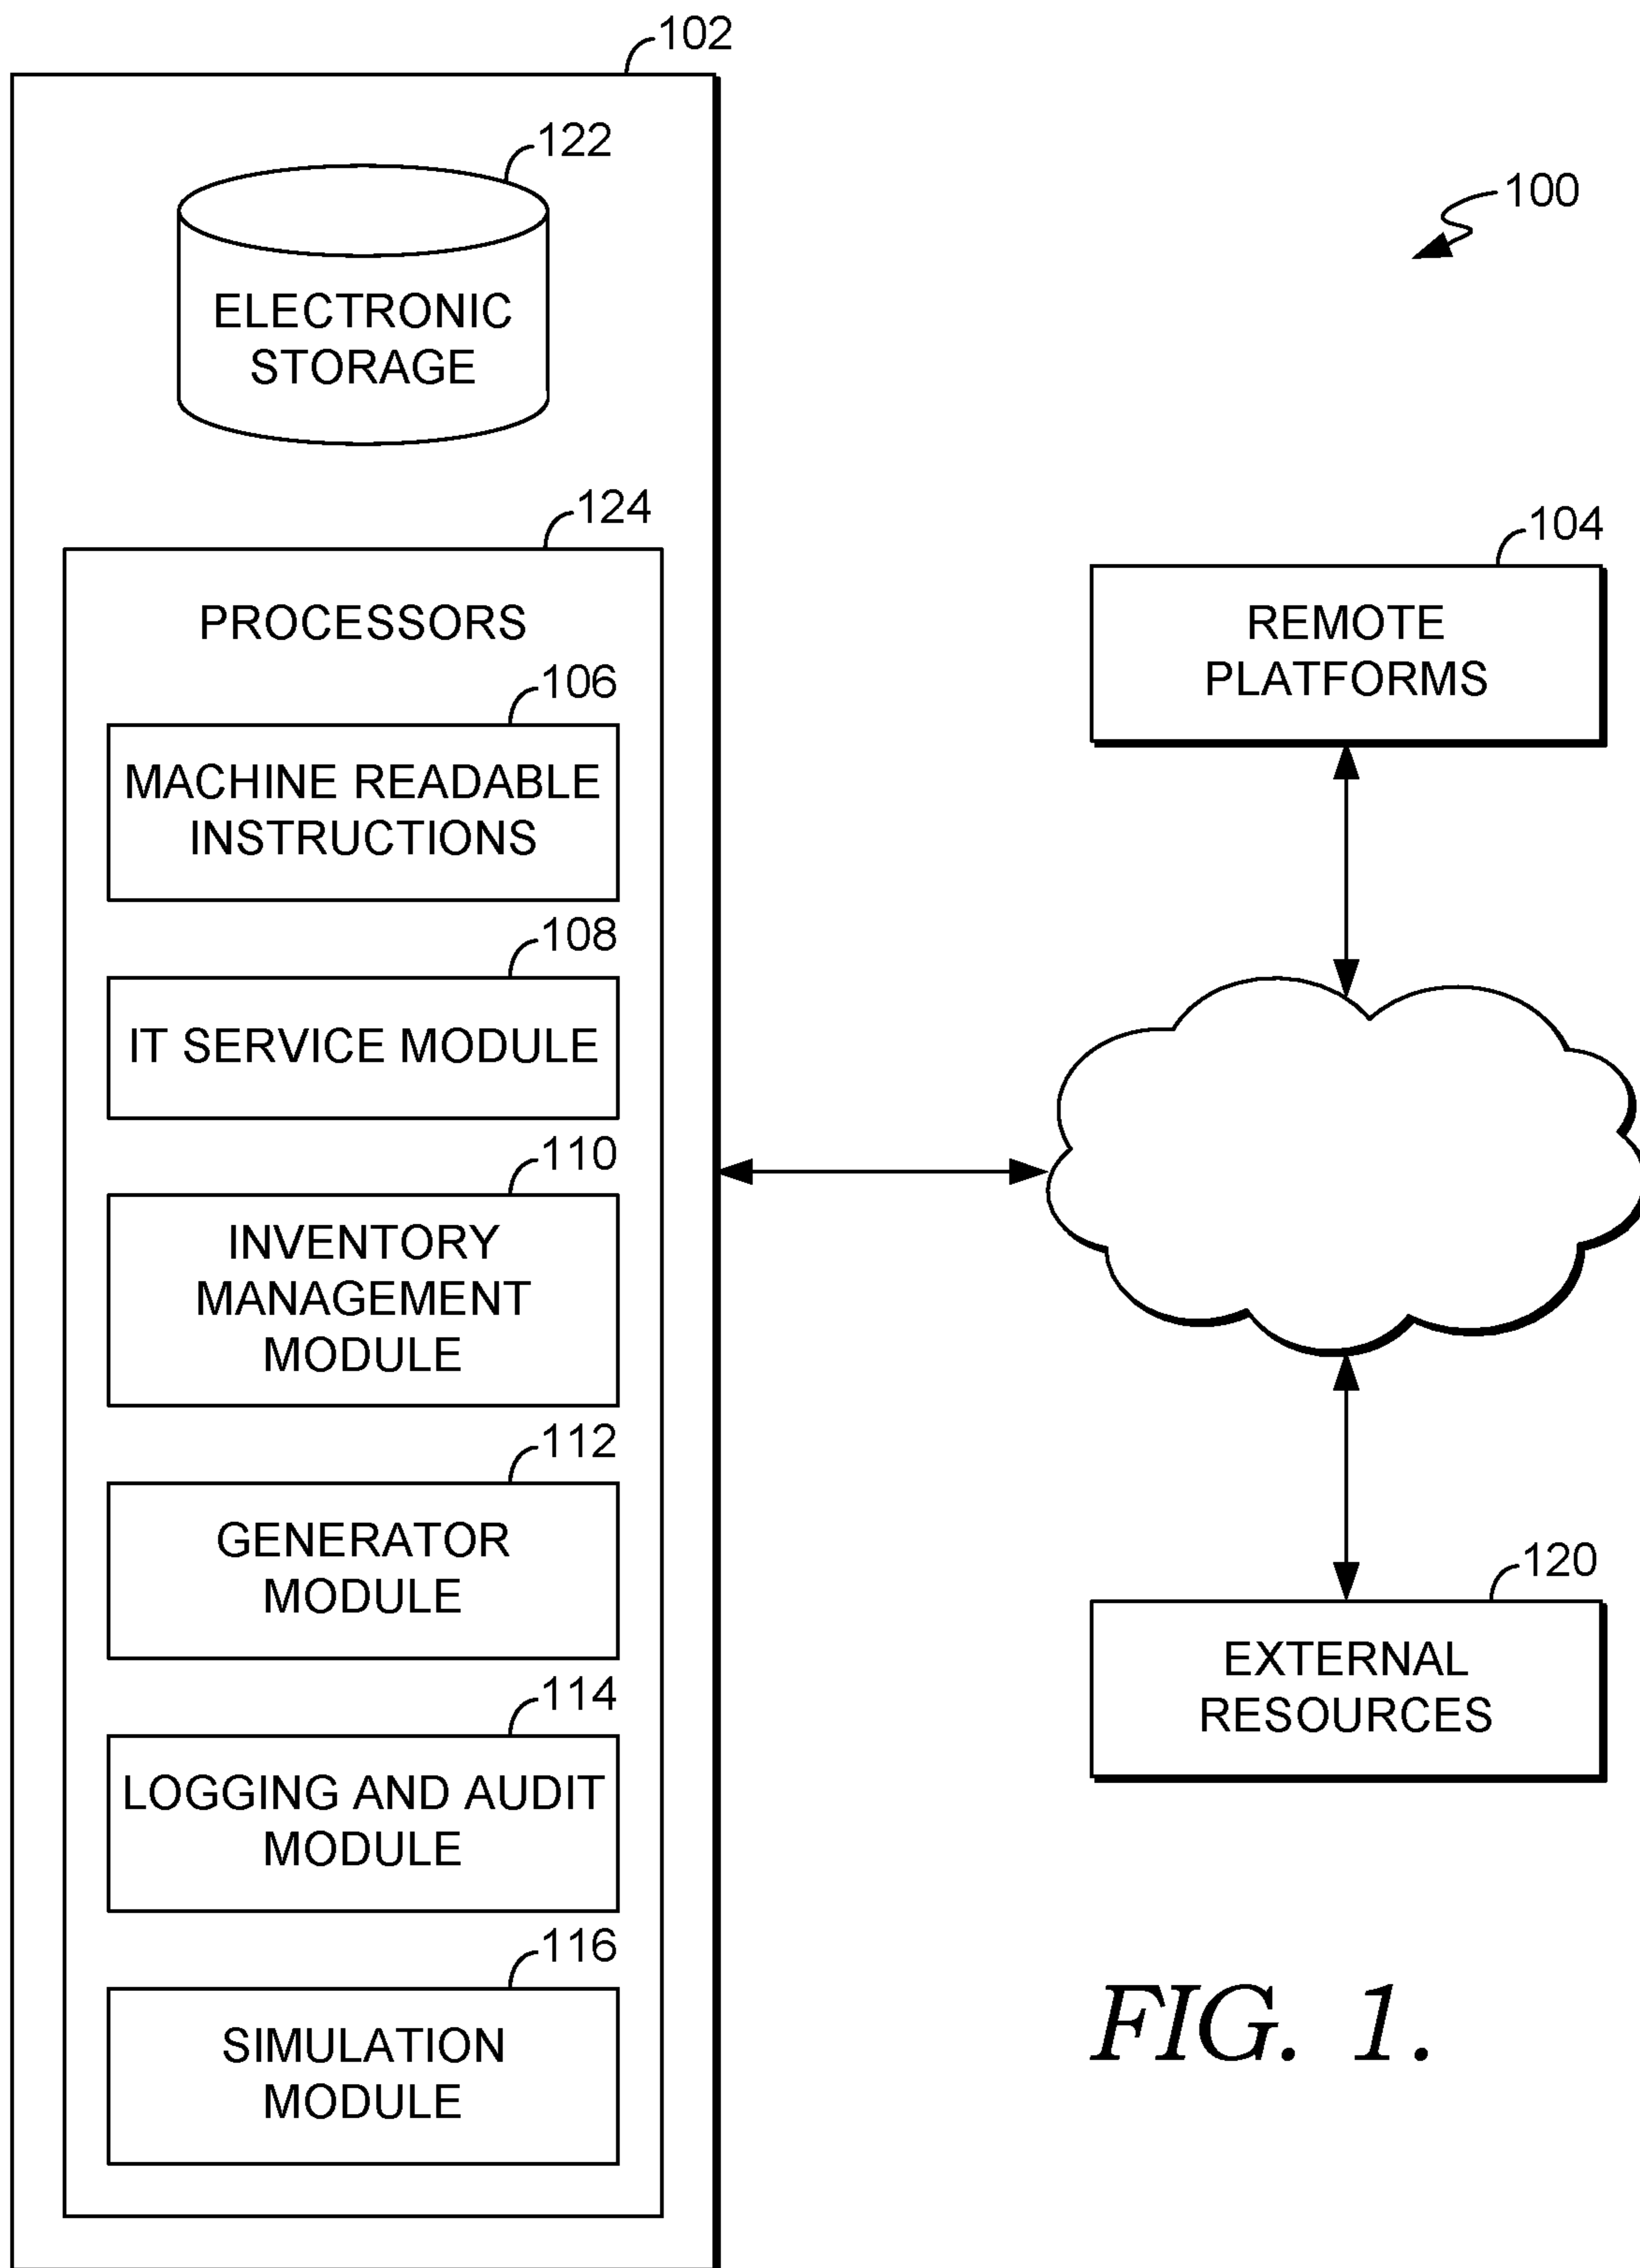 102
122
ELECTRONIC
STORAGE
124
PROCESSORS
106
MACHINE READABLE
INSTRUCTIONS
108
IT SERVICE MODULE
110
INVENTORY
MANAGEMENT
MODULE
112
GENERATOR
MODULE
114
LOGGING AND AUDIT
MODULE
116
SIMULATION
MODULE
100
104
REMOTE
PLATFORMS
120
EXTERNAL
RESOURCES
FIG. 1.